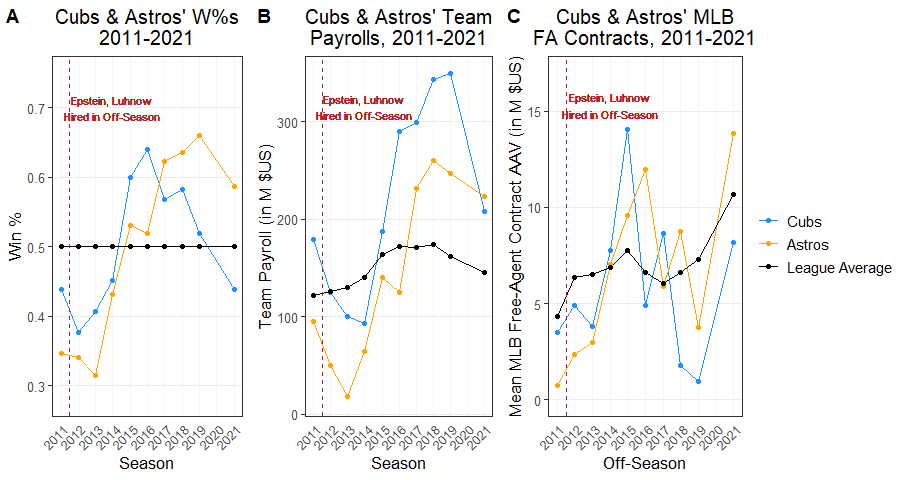 A
Cubs & Astros' W%s
2011-2021
Win %
0.7
0.6
0.5
0.4
0.3
Epstein, Luhnow
Hired in Off-Season
2011
2012
2013
2014
2015
2016
2017
2018
2019
2020
2021
Season
B
Cubs & Astros' Team
Payrolls, 2011-2021
Team Payroll (in M $US)
300
200
100
0
Epstein, Luhnow
Hired in Off-Season
2011
2012
2013
2014
2015
2016
2017
2018
2019
2020
2021
Season
C
Cubs & Astros' MLB
FA Contracts, 2011-2021
Mean MLB Free-Agent Contract AAV (in M $US)
15
10
5
0
Epstein, Luhnow
Hired in Off-Season
2011
2012
2013
2014
2015
2016
2017
2018
2019
2020
2021
Off-Season
Cubs
Astros
League Average